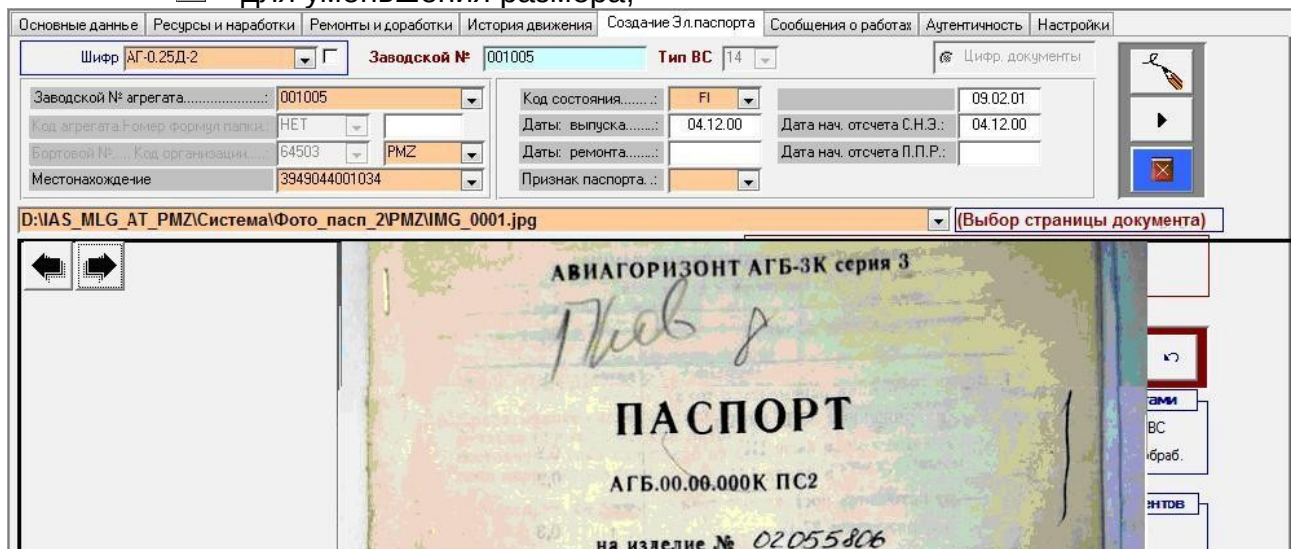 для уменьшения размера;
Основные данные Ресурсы и наработки Ремонты и доработки История движения Создание Эл.паспорта Сообщения о работах Аутентичность Настройки
Шифр АГ-0.25Д-2 Заводской № 001005 Тип ВС 14 Цифр. документы
Заводской № агрегата....................: 001005 Код состояния.......: FI 09.02.01
Код агрегата НЕТ Даты: выпуска.......: 04.12.00 Дата нач. отсчета С.Н.Э.: 04.12.00
Бортовой №.... Код организации.....: 64503 PMZ Даты: ремонта.......: Дата нач. отсчета П.П.Р.:
Местонахождение 3949044001034 Признак паспорта..:
D:\IAS_MLG_AT_PMZ\Система\Фото_пасп_2\PMZ\IMG_0001.jpg (Выбор страницы документа)
АВИАГОРИЗОНТ АГБ-3К серия 3
ПАСПОРТ
АГБ.00.00.000К ПС2
на изделие № 02055806
тами
ВС
обраб.
ентов